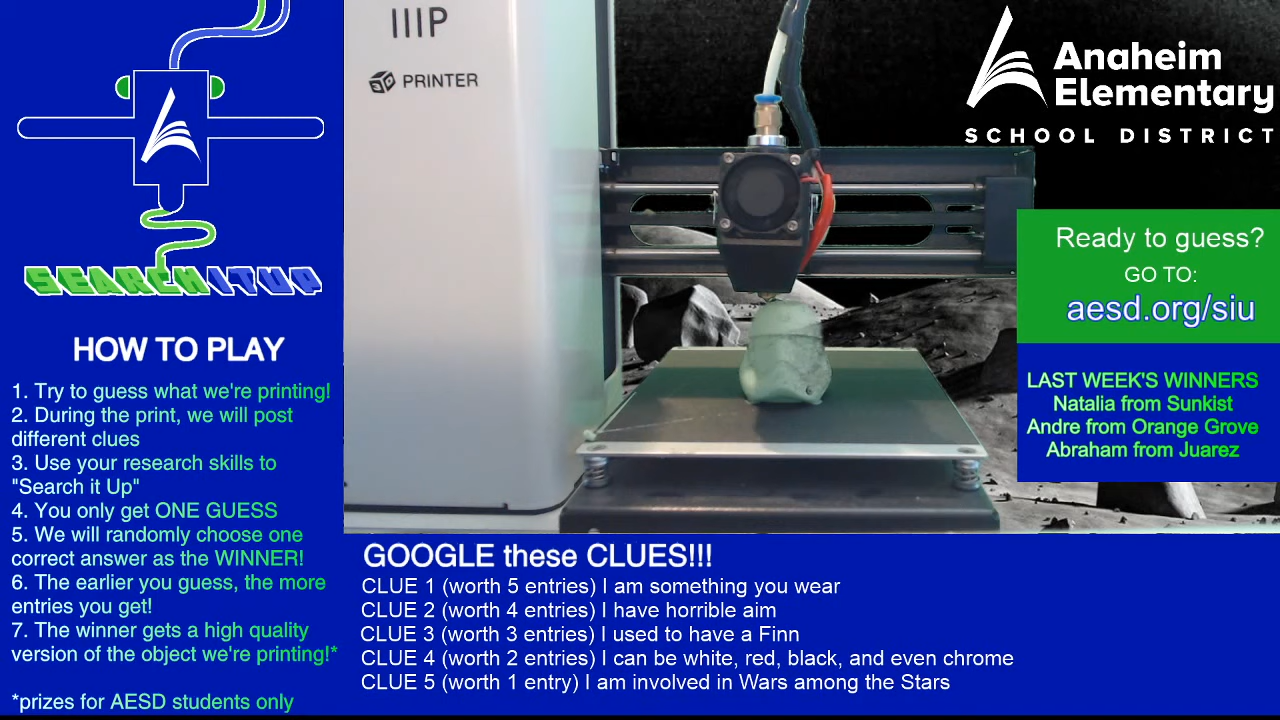 IIIP
3D PRINTER
Anaheim
Elementary
SCHOOL DISTRICT
SEARCHITUP
Ready to guess?
GO TO:
aesd.org/siu
HOW TO PLAY
1. Try to guess what we're printing!
2. During the print, we will post
different clues
3. Use your research skills to
"Search it Up"
4. You only get ONE GUESS
5. We will randomly choose one
correct answer as the WINNER!
6. The earlier you guess, the more
entries you get!
7. The winner gets a high quality
version of the object we're printing!*
*prizes for AESD students only
LAST WEEK'S WINNERS
Natalia from Sunkist
Andre from Orange Grove
Abraham from Juarez
GOOGLE these CLUES!!!
CLUE 1 (worth 5 entries) I am something you wear
CLUE 2 (worth 4 entries) I have horrible aim
CLUE 3 (worth 3 entries) I used to have a Finn
CLUE 4 (worth 2 entries) I can be white, red, black, and even chrome
CLUE 5 (worth 1 entry) I am involved in Wars among the Stars